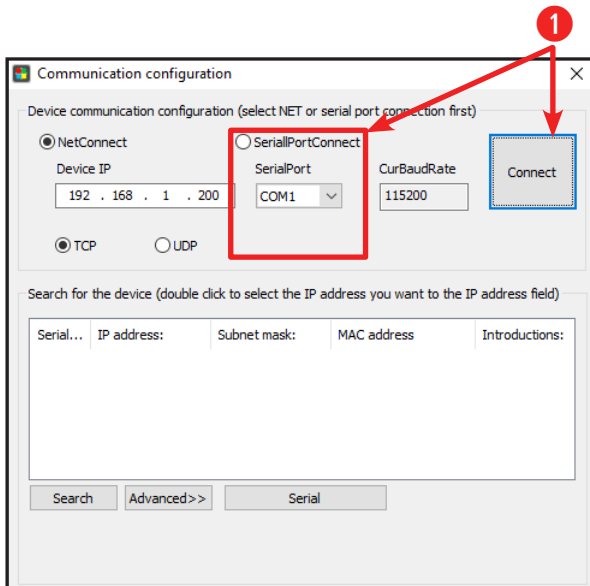 1
Communication configuration
Device communication configuration (select NET or serial port connection first)
NetConnect
SeriallPortConnect
Device IP
SerialPort
CurBaudRate
Connect
192 . 168 . 1 . 200
COM1
115200
TCP
UDP
Search for the device (double click to select the IP address you want to the IP address field)
Serial... IP address: Subnet mask: MAC address Introductions:
Search Advanced>> Serial